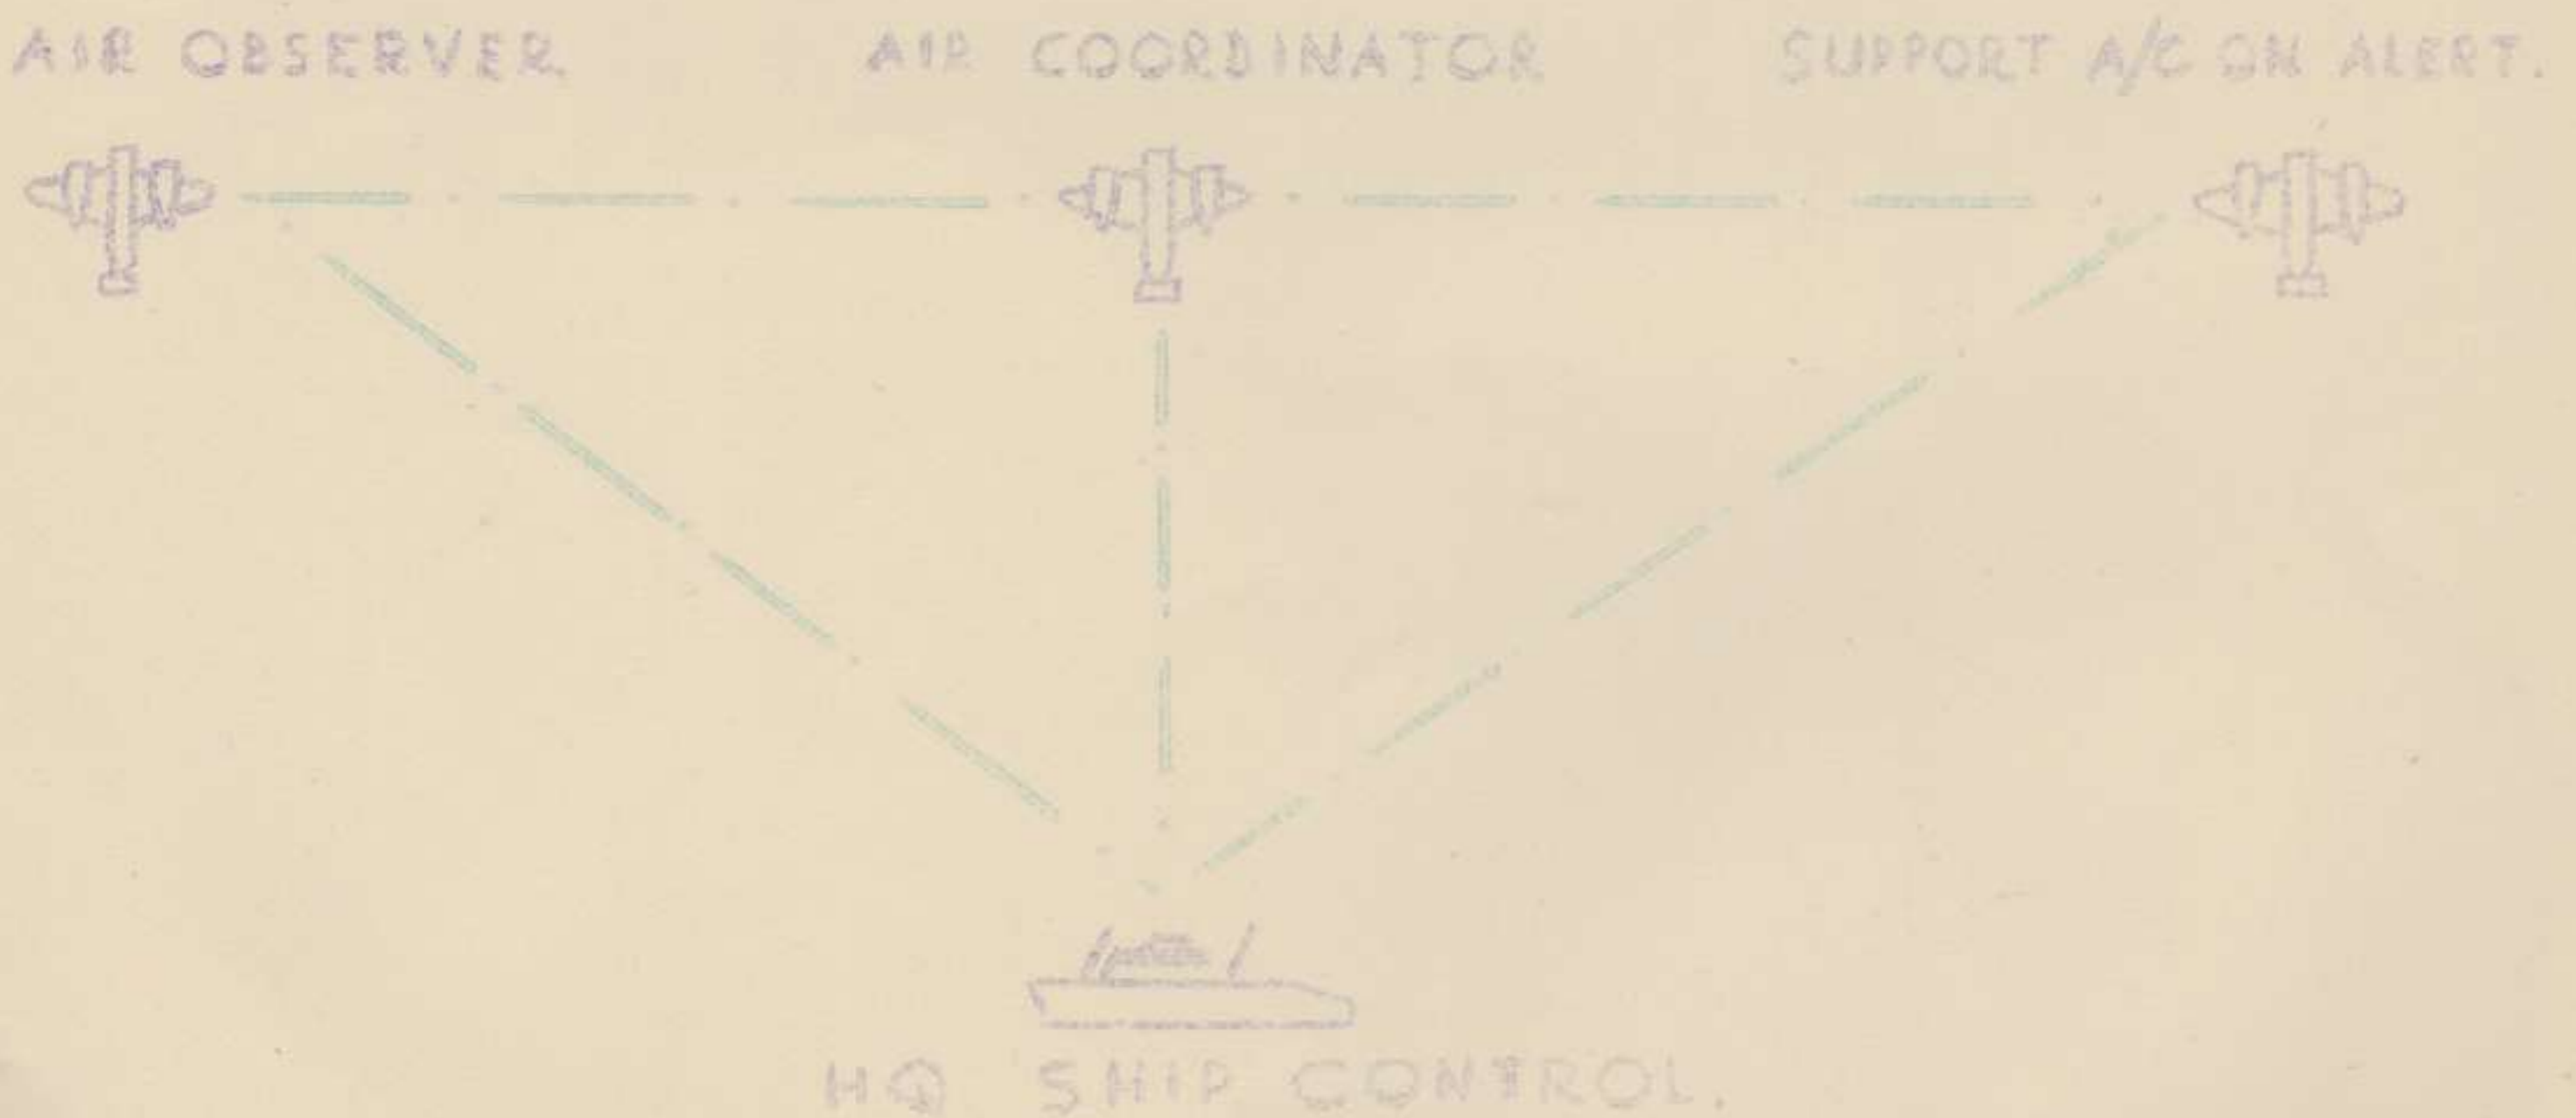 AIR OBSERVER.
AIR COORDINATOR
SUPPORT A/C ON ALERT.
HQ SHIP CONTROL.